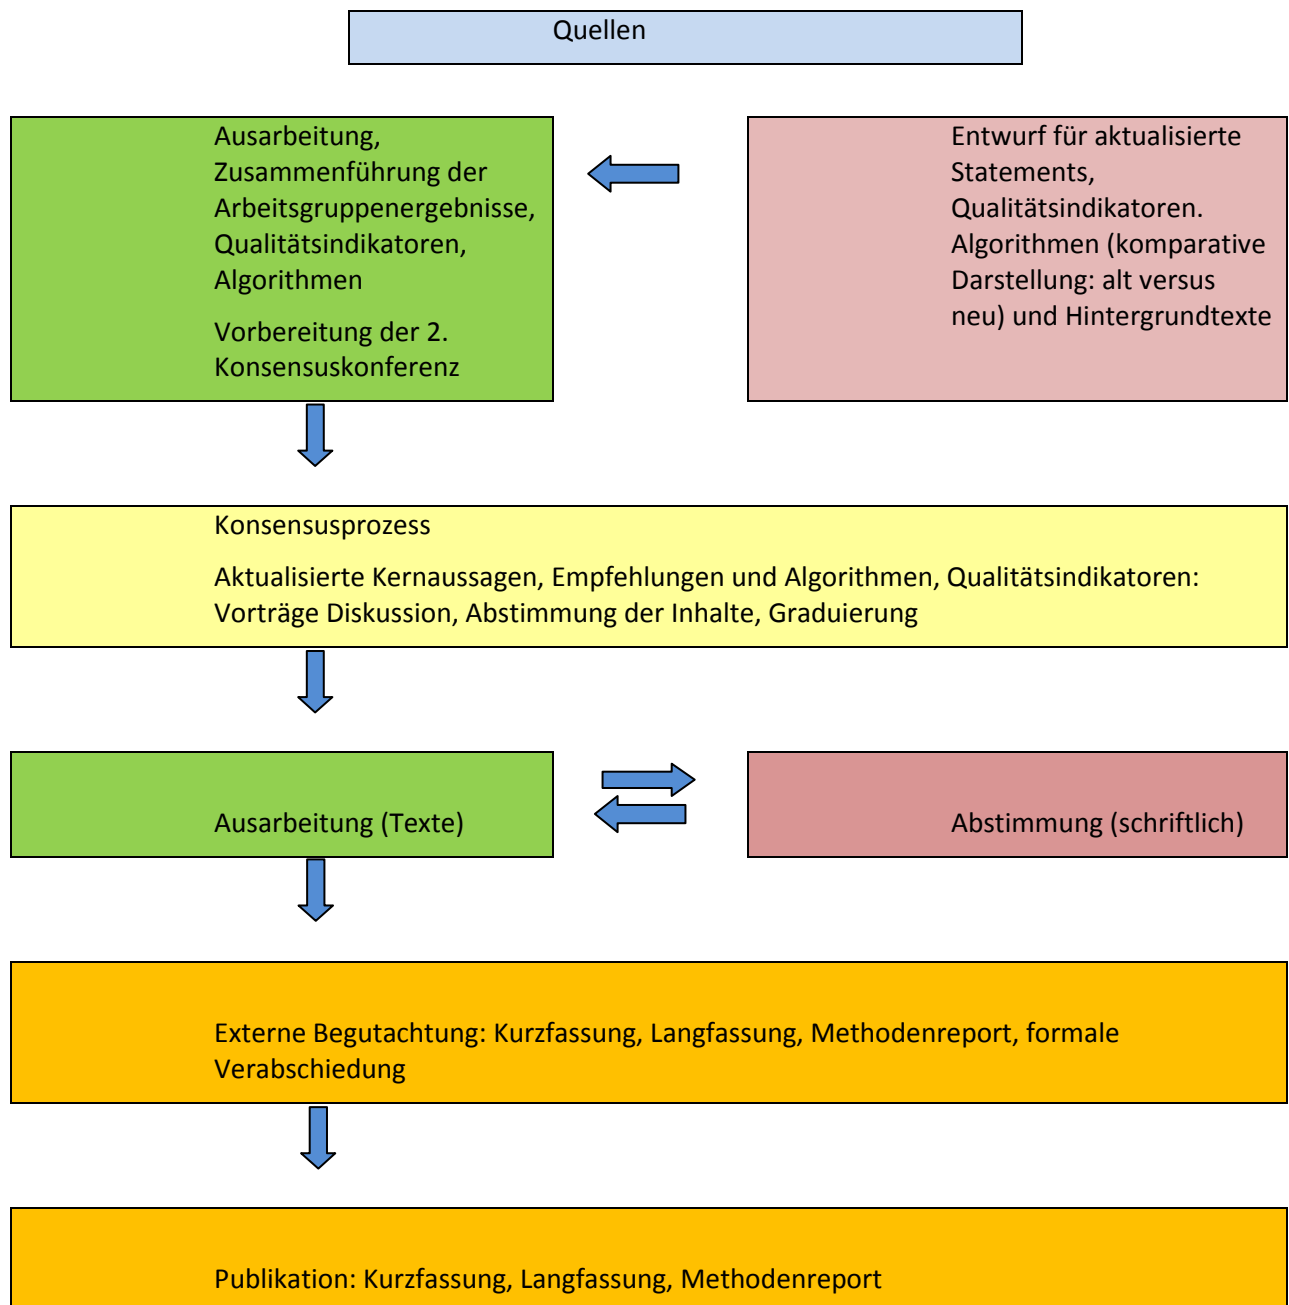 Quellen
Ausarbeitung,
Zusammenführung der
Arbeitsgruppenergebnisse,
Qualitätsindikatoren,
Algorithmen
Vorbereitung der 2.
Konsensuskonferenz
Entwurf für aktualisierte
Statements,
Qualitätsindikatoren.
Algorithmen (komparative
Darstellung: alt versus
neu) und Hintergrundtexte
Konsensusprozess
Aktualisierte Kernaussagen, Empfehlungen und Algorithmen, Qualitätsindikatoren:
Vorträge Diskussion, Abstimmung der Inhalte, Graduierung
Ausarbeitung (Texte)
Abstimmung (schriftlich)
Externe Begutachtung: Kurzfassung, Langfassung, Methodenreport, formale
Verabschiedung
Publikation: Kurzfassung, Langfassung, Methodenreport